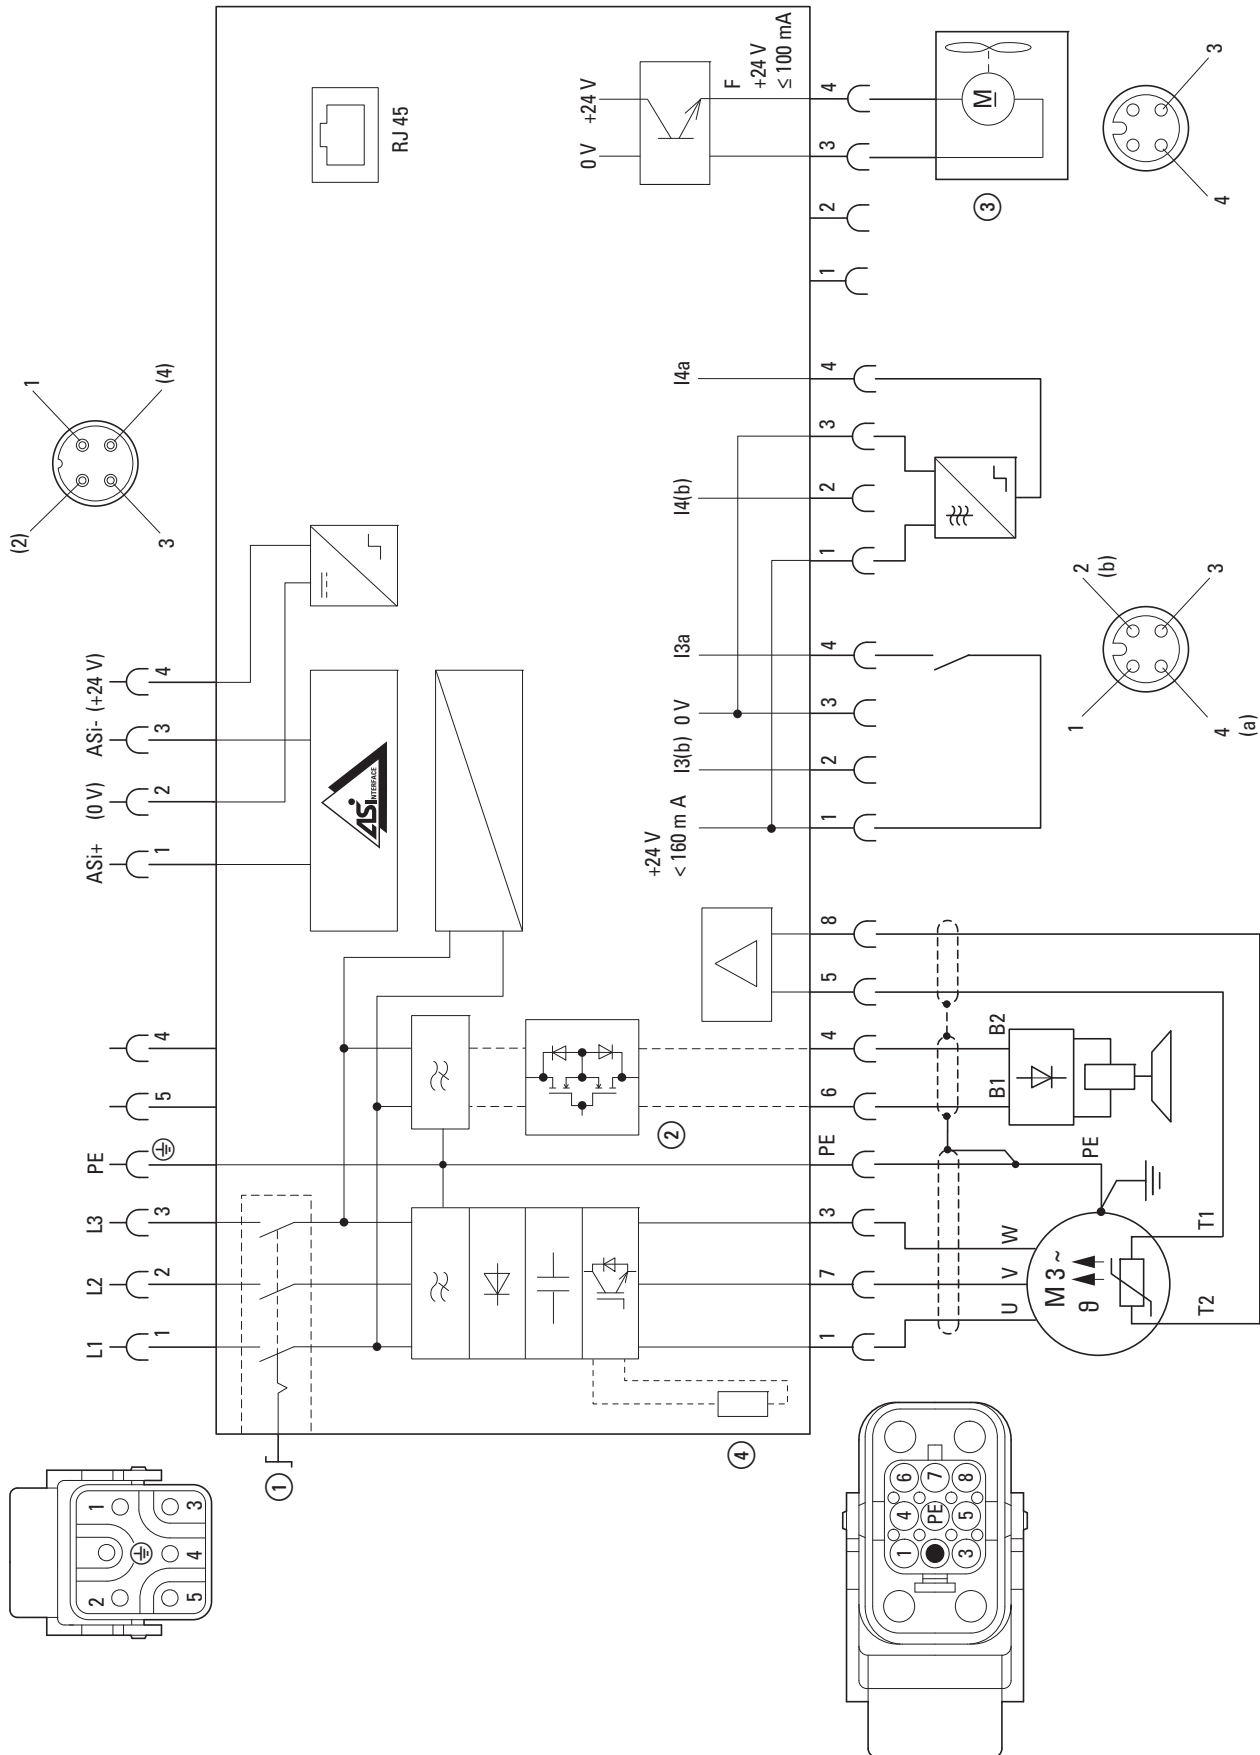 2 1
5 4 3
L1 L2 L3 PE
1 2 3 5 4
ASi+ (0 V) ASi- (+24 V)
1 2 3 4
(2) 1
3 (4)
1
ASi
INTERFACE
RJ 45
4
2
+24 V
< 160 m A
I3(b) 0 V I3a
I4(b) I4a
0 V +24 V
F
+24 V
≤ 100 mA
1 7 3 PE 6 4 5 8
1 2 3 4
1 2 3 4
1 2 3 4
1 4 6
PE 7
3 5 8
U V W
M 3 ~
ϑ
PE
T2 T1
B1 B2
M
3
1 2
(b)
4
(a)
3
4 3